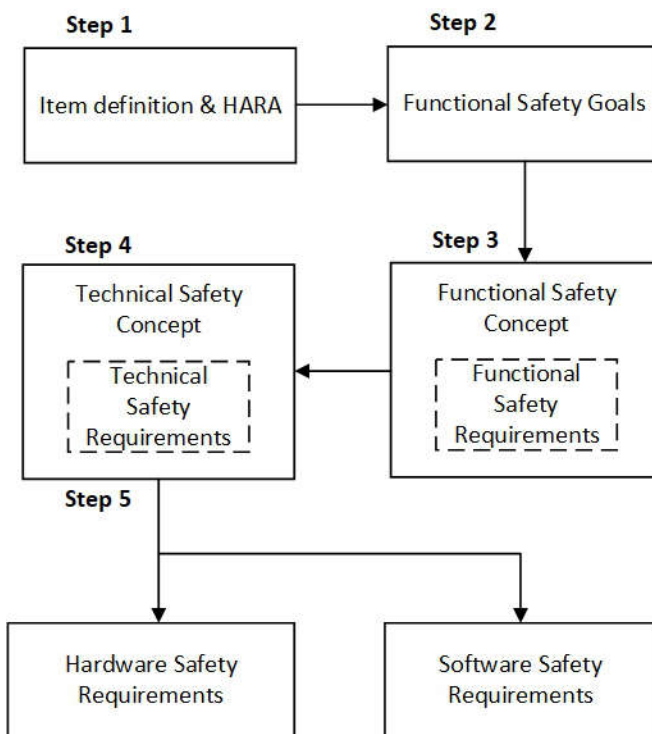 Step 1
Item definition & HARA
Step 2
Functional Safety Goals
Step 3
Functional Safety
Concept
Functional
Safety
Requirements
Step 4
Technical Safety
Concept
Technical
Safety
Requirements
Step 5
Hardware Safety
Requirements
Software Safety
Requirements